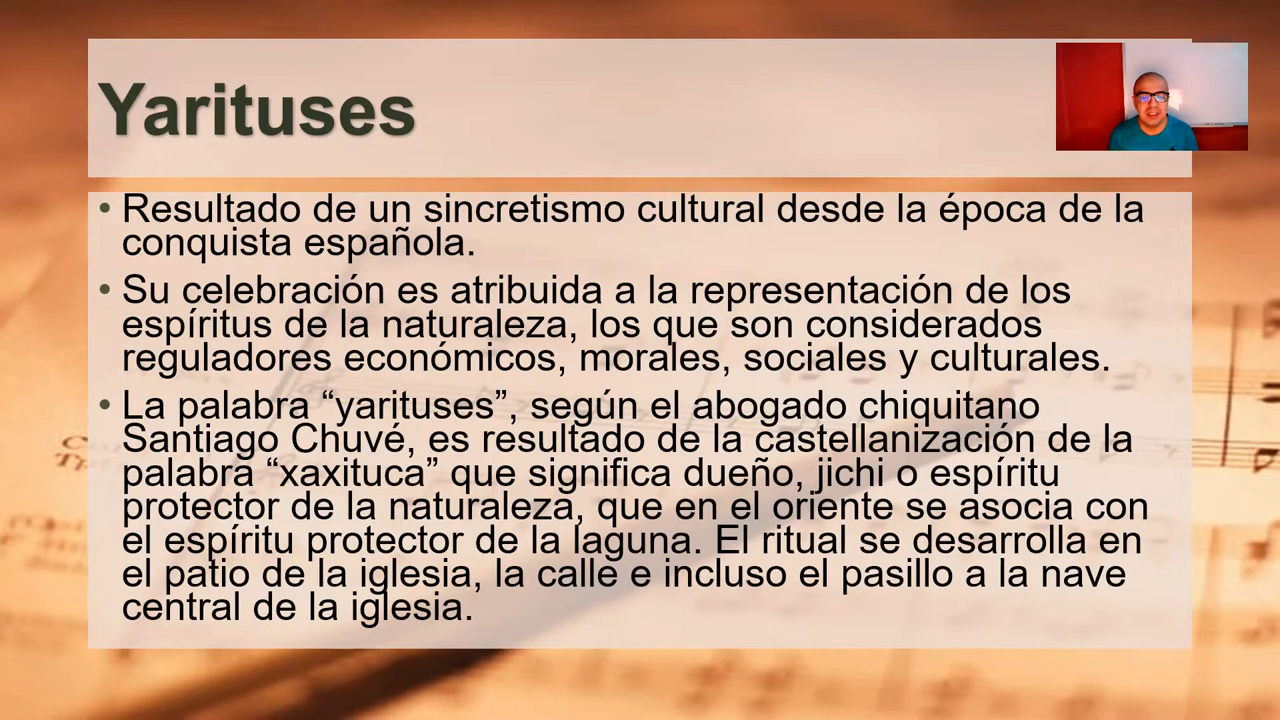 Yarituses
• Resultado de un sincretismo cultural desde la época de la
conquista española.
• Su celebración es atribuida a la representación de los
espíritus de la naturaleza, los que son considerados
reguladores económicos, morales, sociales y culturales.
• La palabra “yarituses”, según el abogado chiquitano
Santiago Chuvé, es resultado de la castellanización de la
palabra “xaxituca” que significa dueño, jichi o espíritu
protector de la naturaleza, que en el oriente se asocia con
el espíritu protector de la laguna. El ritual se desarrolla en
el patio de la iglesia, la calle e incluso el pasillo a la nave
central de la iglesia.